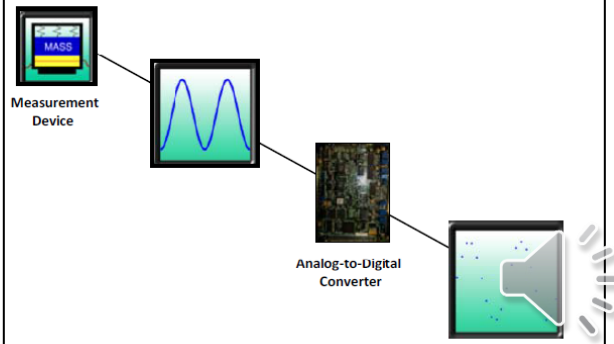 MASS
Measurement
Device
Analog-to-Digital
Converter